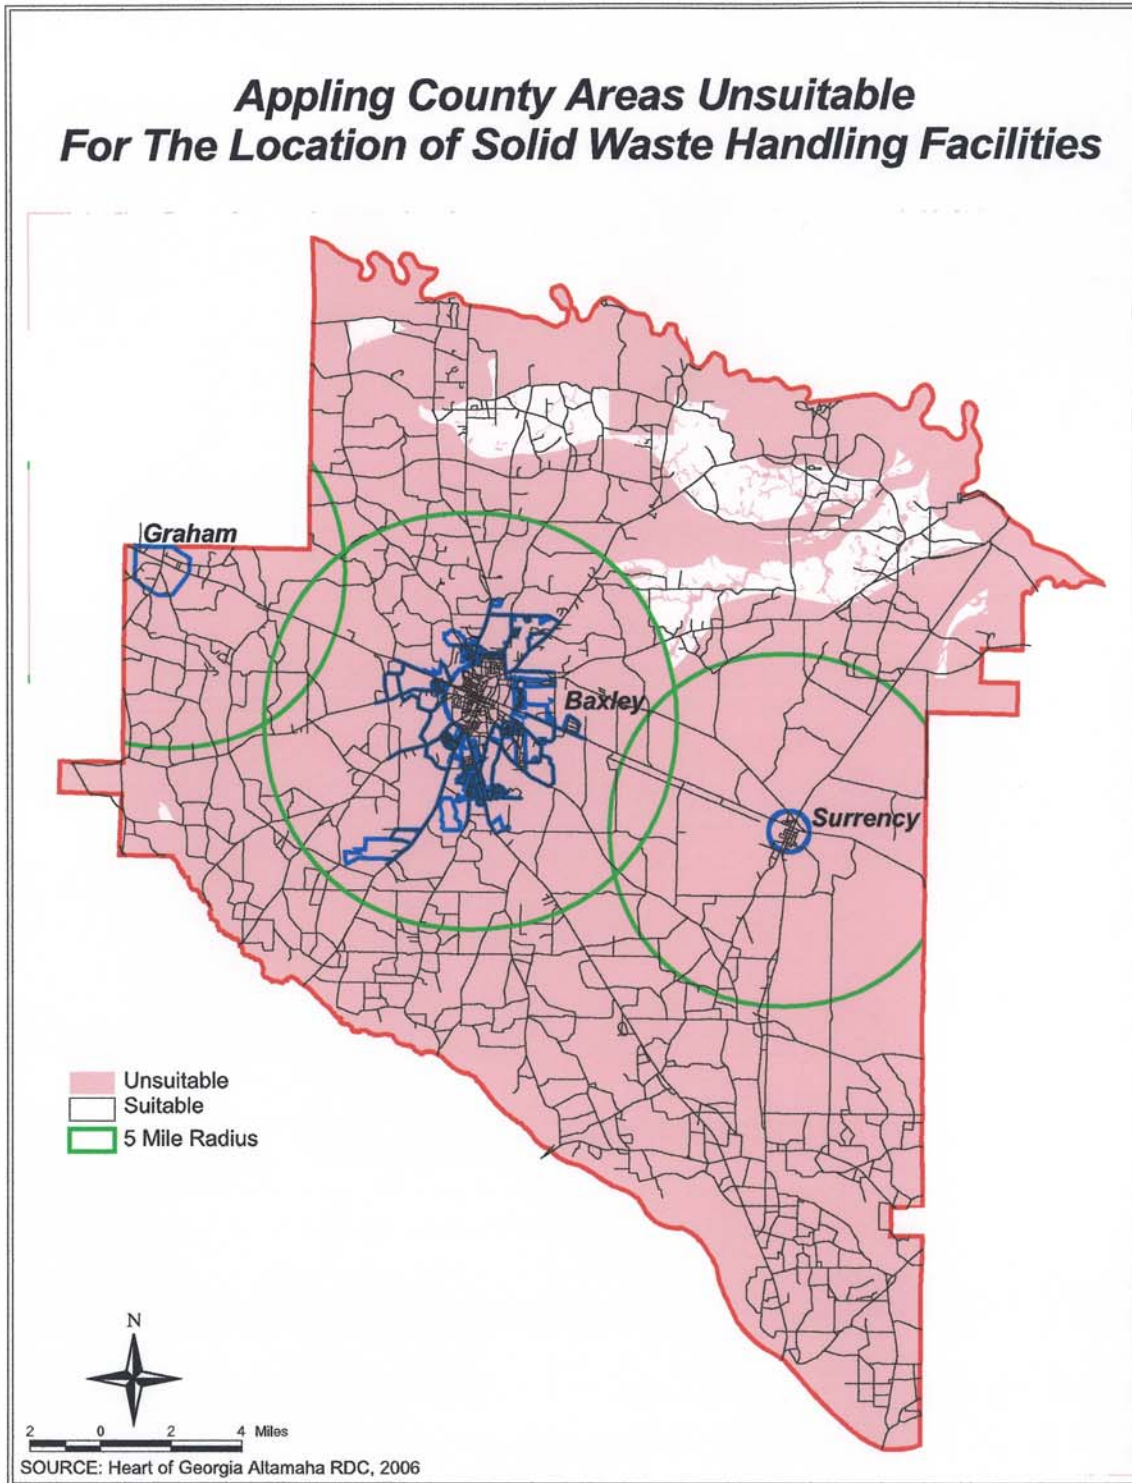 Appling County Areas Unsuitable
For The Location of Solid Waste Handling Facilities
Graham
Baxley
Surrency
Unsuitable
Suitable
5 Mile Radius
N
2 0 2 4 Miles
SOURCE: Heart of Georgia Altamaha RDC, 2006